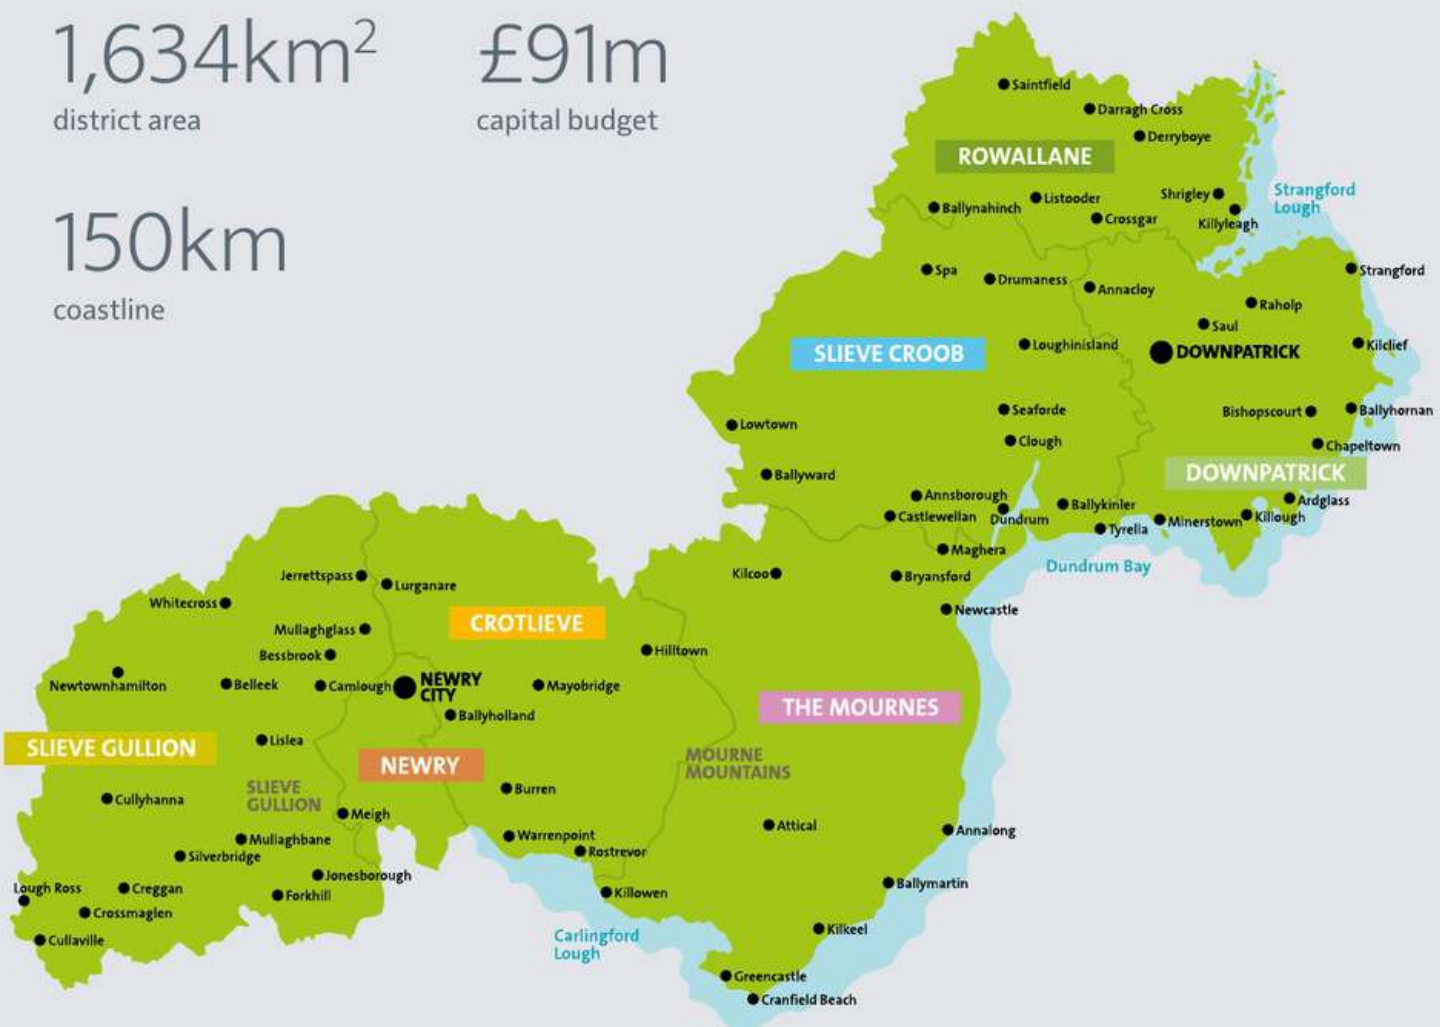 1,634km²
£91m
district area
capital budget
150km
coastline
Saintfield
Darragh Cross
Derryboye
ROWALLANE
Shrigley
Listooder
Ballynahinch
Crossgar
Killyleagh
Strangford
Lough
Spa
Drumaness
Annacloy
Strangford
Raholp
Saul
SLIEVE CROOB
Loughinisland
DOWNPATRICK
Kilclief
Seaforde
Bishopscourt
Ballyhornan
Lowtown
Clough
Chapeltown
Ballyward
DOWNPATRICK
Annsborough
Ballykinler
Ardglass
Castlewellan
Dundrum
Tyrella
Minerstown
Killough
Maghera
Dundrum Bay
Kilcoo
Bryansford
Newcastle
Jerrettspass
Lurganare
Whitecross
CROTLIEVE
Mullaghglass
Bessbrook
Hilltown
Newtownhamilton
Belleek
Camlough
NEWRY
CITY
Mayobridge
Ballyholland
THE MOURNES
SLIEVE GULLION
Lislea
NEWRY
MOURNE
MOUNTAINS
SLIEVE
GULLION
Cullyhanna
Burren
Meigh
Attical
Annalong
Mullaghbane
Warrenpoint
Silverbridge
Rostrevor
Jonesborough
Lough Ross
Creggan
Forkhill
Killowen
Ballymartin
Crossmaglen
Cullaville
Carlingford
Lough
Kilkeel
Greencastle
Cranfield Beach